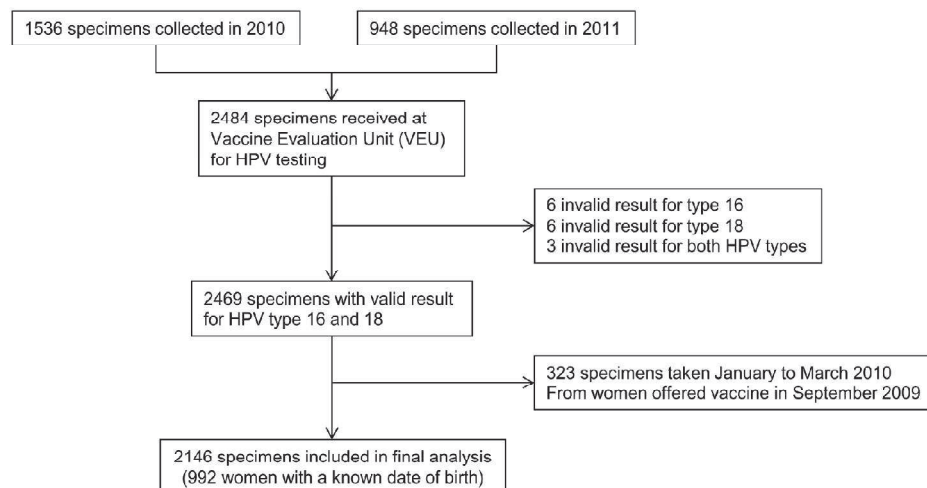 1536 specimens collected in 2010
948 specimens collected in 2011
2484 specimens received at
Vaccine Evaluation Unit (VEU)
for HPV testing
6 invalid result for type 16
6 invalid result for type 18
3 invalid result for both HPV types
2469 specimens with valid result
for HPV type 16 and 18
323 specimens taken January to March 2010
From women offered vaccine in September 2009
2146 specimens included in final analysis
(992 women with a known date of birth)